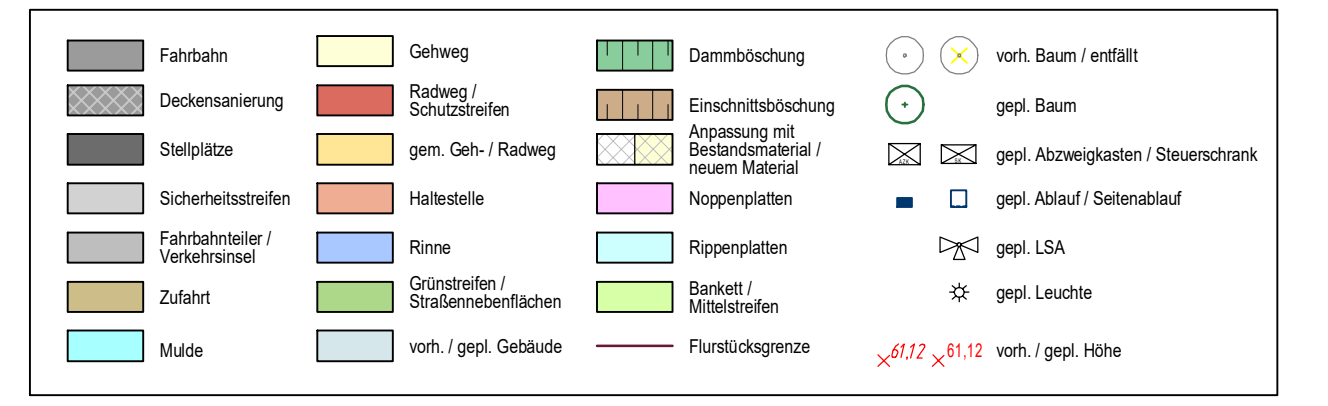 Fahrbahn
Deckensanierung
Stellplätze
Sicherheitsstreifen
Fahrbahnteiler /
Verkehrsinsel
Zufahrt
Mulde
Gehweg
Radweg /
Schutzstreifen
gem. Geh- / Radweg
Haltestelle
Rinne
Grünstreifen /
Straßennebenflächen
vorh. / gepl. Gebäude
Dammböschung
Einschnittsböschung
Anpassung mit
Bestandsmaterial /
neuem Material
Noppenplatten
Rippenplatten
Bankett /
Mittelstreifen
Flurstücksgrenze
vorh. Baum / entfällt
gepl. Baum
AZK SK gepl. Abzweigkasten / Steuerschrank
gepl. Ablauf / Seitenablauf
gepl. LSA
gepl. Leuchte
61,12 61,12 vorh. / gepl. Höhe